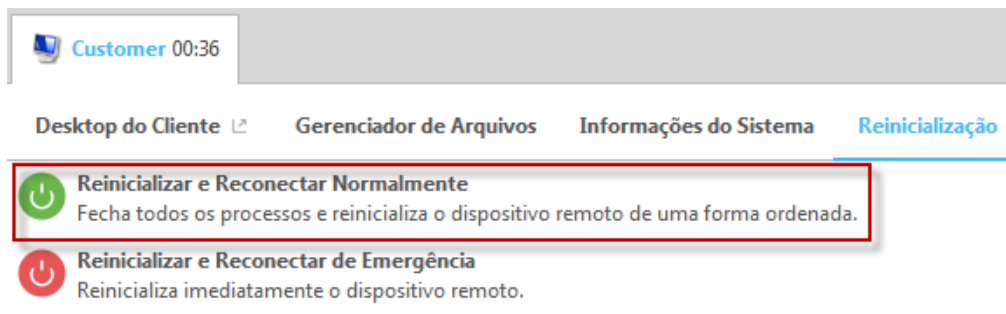 Customer 00:36
Desktop do Cliente Gerenciador de Arquivos Informações do Sistema Reinicialização
Reinicializar e Reconectar Normalmente
Fecha todos os processos e reinicializa o dispositivo remoto de uma forma ordenada.
Reinicializar e Reconectar de Emergência
Reinicializa imediatamente o dispositivo remoto.